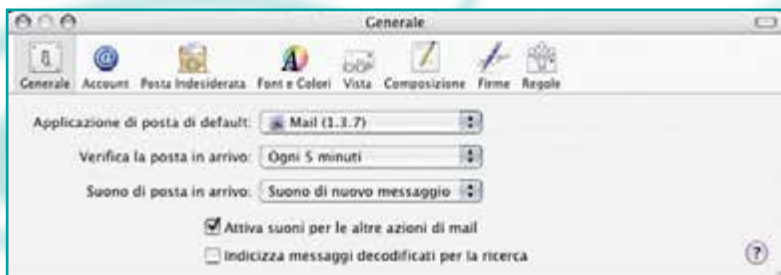 Generale
Generale Account Posta Indesiderata Font e Colori Vista Composizione Firme Regole
Applicazione di posta di default: Mail (1.3.7)
Verifica la posta in arrivo: Ogni 5 minuti
Suono di posta in arrivo: Suono di nuovo messaggio
Attiva suoni per le altre azioni di mail
Indicizza messaggi decodificati per la ricerca
?